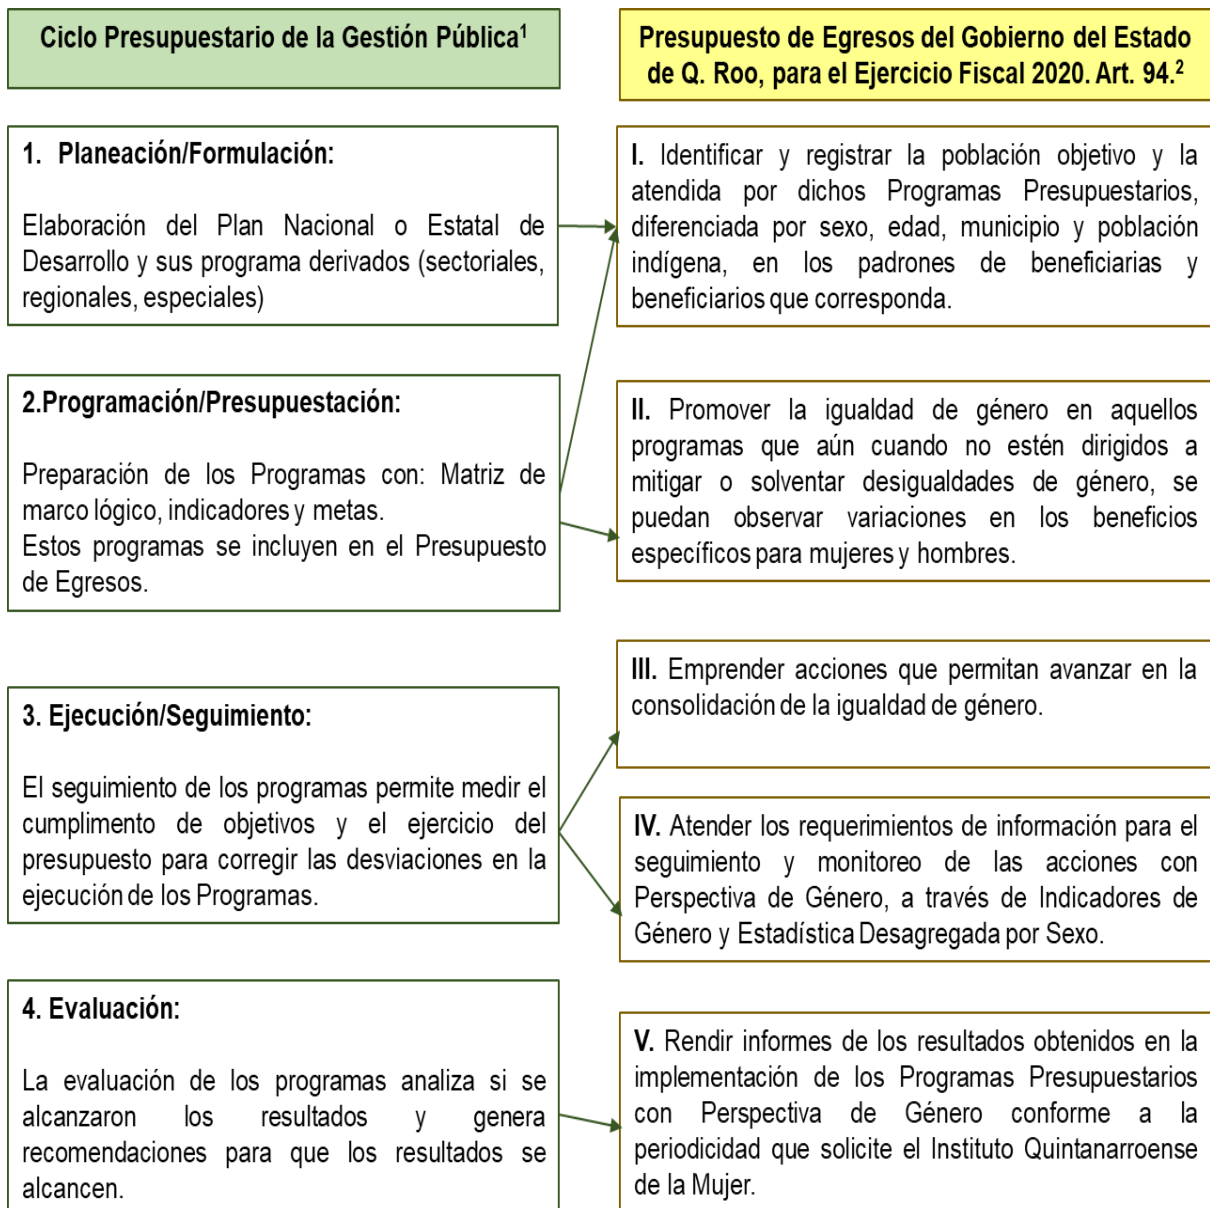 Ciclo Presupuestario de la Gestión Pública¹
1. Planeación/Formulación:
Elaboración del Plan Nacional o Estatal de
Desarrollo y sus programa derivados (sectoriales,
regionales, especiales)
2.Programación/Presupuestación:
Preparación de los Programas con: Matriz de
marco lógico, indicadores y metas.
Estos programas se incluyen en el Presupuesto
de Egresos.
3. Ejecución/Seguimiento:
El seguimiento de los programas permite medir el
cumplimento de objetivos y el ejercicio del
presupuesto para corregir las desviaciones en la
ejecución de los Programas.
4. Evaluación:
La evaluación de los programas analiza si se
alcanzaron los resultados y genera
recomendaciones para que los resultados se
alcancen.
Presupuesto de Egresos del Gobierno del Estado
de Q. Roo, para el Ejercicio Fiscal 2020. Art. 94.²
I. Identificar y registrar la población objetivo y la
atendida por dichos Programas Presupuestarios,
diferenciada por sexo, edad, municipio y población
indígena, en los padrones de beneficiarias y
beneficiarios que corresponda.
II. Promover la igualdad de género en aquellos
programas que aún cuando no estén dirigidos a
mitigar o solventar desigualdades de género, se
puedan observar variaciones en los beneficios
específicos para mujeres y hombres.
III. Emprender acciones que permitan avanzar en la
consolidación de la igualdad de género.
IV. Atender los requerimientos de información para el
seguimiento y monitoreo de las acciones con
Perspectiva de Género, a través de Indicadores de
Género y Estadística Desagregada por Sexo.
V. Rendir informes de los resultados obtenidos en la
implementación de los Programas Presupuestarios
con Perspectiva de Género conforme a la
periodicidad que solicite el Instituto Quintanarroense
de la Mujer.